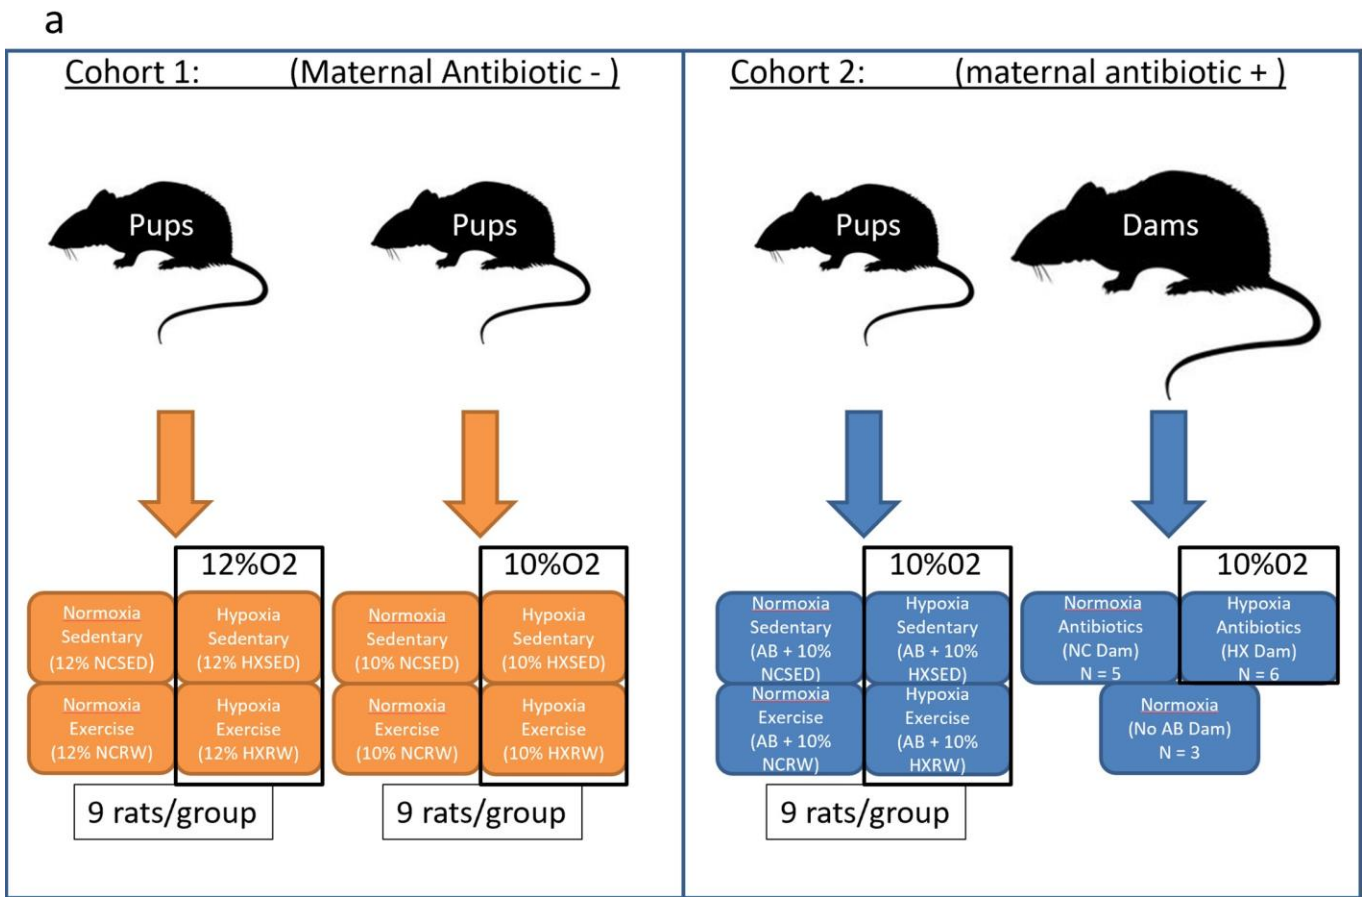 a
Cohort 1: (Maternal Antibiotic - )
Pups
Pups
12%O2
Normoxia
Sedentary
(12% NCSED)
Hypoxia
Sedentary
(12% HXSED)
Normoxia
Exercise
(12% NCRW)
Hypoxia
Exercise
(12% HXRW)
9 rats/group
10%O2
Normoxia
Sedentary
(10% NCSED)
Hypoxia
Sedentary
(10% HXSED)
Normoxia
Exercise
(10% NCRW)
Hypoxia
Exercise
(10% HXRW)
9 rats/group
Cohort 2: (maternal antibiotic + )
Pups
Dams
10%02
Normoxia
Sedentary
(AB + 10%
NCSED)
Hypoxia
Sedentary
(AB + 10%
HXSED)
Normoxia
Exercise
(AB + 10%
NCRW)
Hypoxia
Exercise
(AB + 10%
HXRW)
9 rats/group
10%02
Normoxia
Antibiotics
(NC Dam)
N = 5
Hypoxia
Antibiotics
(HX Dam)
N = 6
Normoxia
(No AB Dam)
N = 3